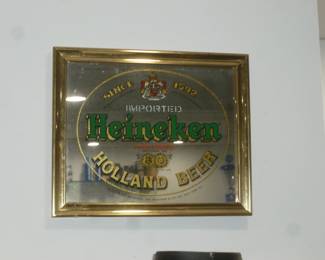 SINCE 1592
IMPORTED
Heineken
HOLLAND BEER